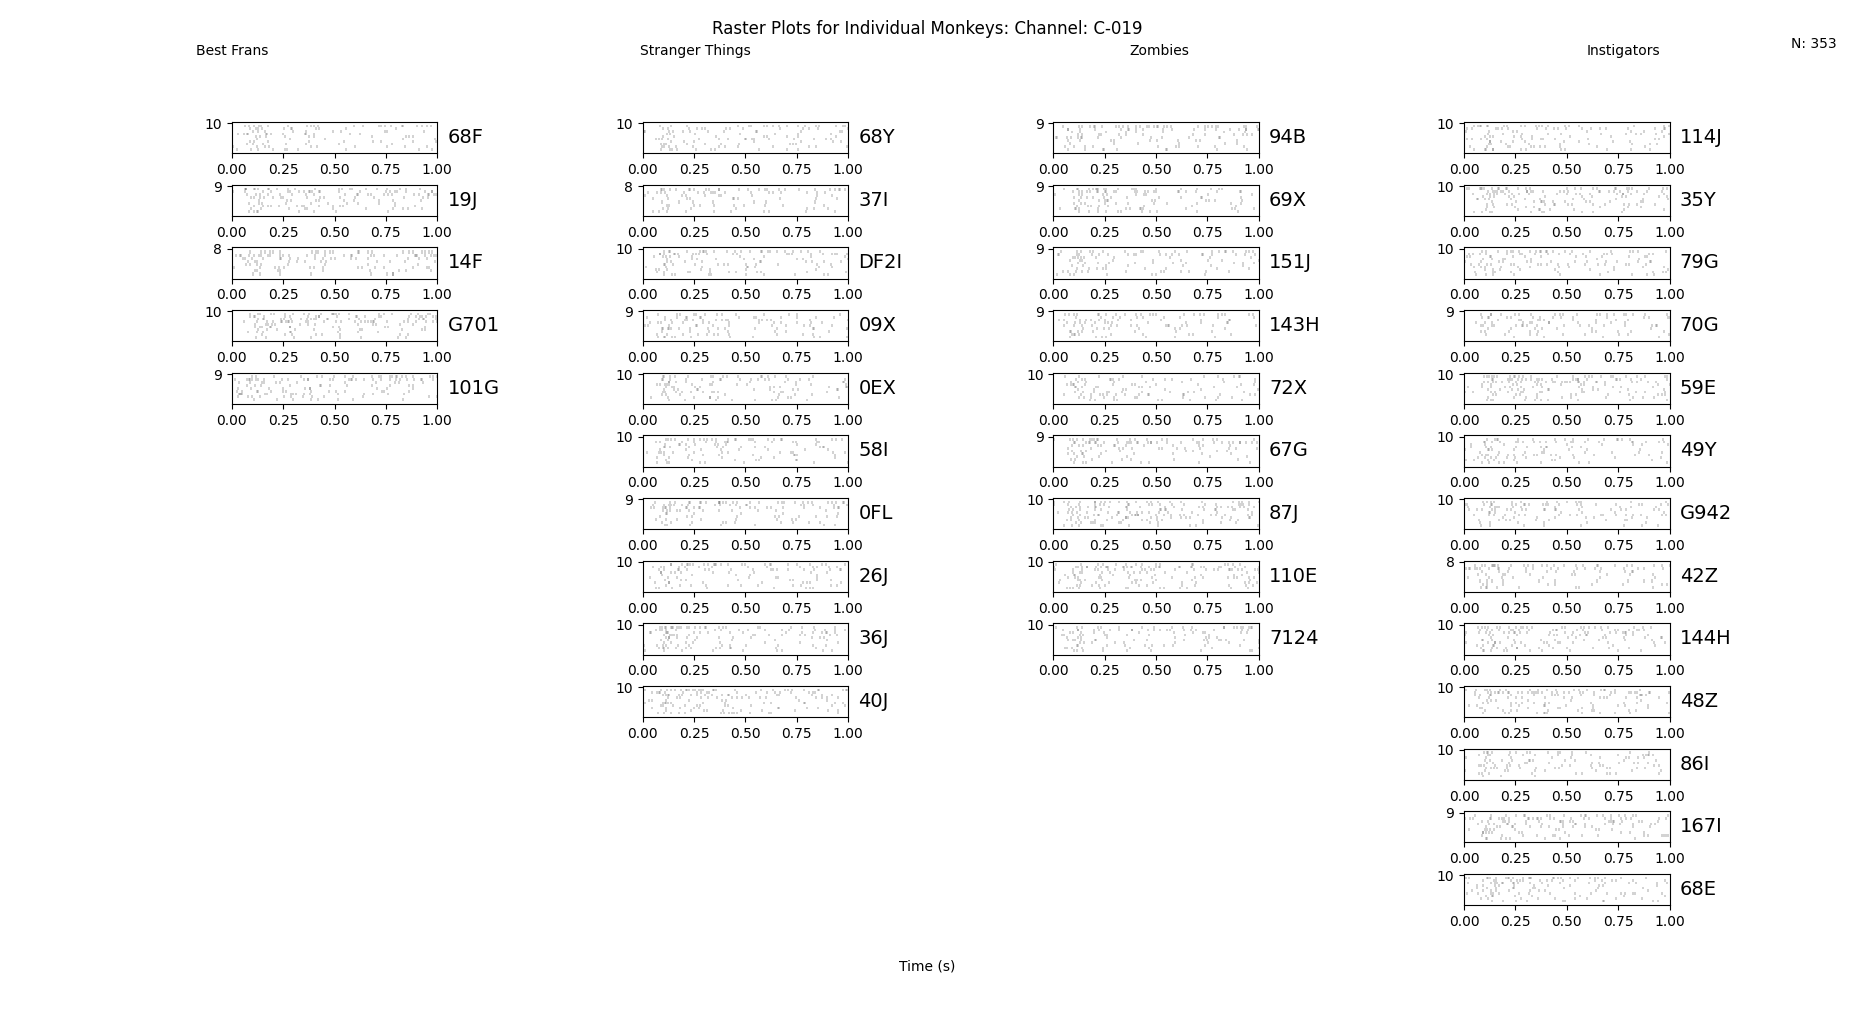 Raster Plots for Individual Monkeys: Channel: C-019
Best Frans Stranger Things Zombies Instigators N: 353
10 68F 10 68Y 9 94B 10 114J
0.00 0.25 0.50 0.75 1.00 0.00 0.25 0.50 0.75 1.00 0.00 0.25 0.50 0.75 1.00 0.00 0.25 0.50 0.75 1.00
9 19J 8 37I 9 69X 10 35Y
0.00 0.25 0.50 0.75 1.00 0.00 0.25 0.50 0.75 1.00 0.00 0.25 0.50 0.75 1.00 0.00 0.25 0.50 0.75 1.00
8 14F 10 DF2I 9 151J 10 79G
0.00 0.25 0.50 0.75 1.00 0.00 0.25 0.50 0.75 1.00 0.00 0.25 0.50 0.75 1.00 0.00 0.25 0.50 0.75 1.00
10 G701 9 09X 9 143H 9 70G
0.00 0.25 0.50 0.75 1.00 0.00 0.25 0.50 0.75 1.00 0.00 0.25 0.50 0.75 1.00 0.00 0.25 0.50 0.75 1.00
9 101G 10 0EX 10 72X 10 59E
0.00 0.25 0.50 0.75 1.00 0.00 0.25 0.50 0.75 1.00 0.00 0.25 0.50 0.75 1.00 0.00 0.25 0.50 0.75 1.00
10 58I 9 67G 10 49Y
0.00 0.25 0.50 0.75 1.00 0.00 0.25 0.50 0.75 1.00 0.00 0.25 0.50 0.75 1.00
9 0FL 10 87J 10 G942
0.00 0.25 0.50 0.75 1.00 0.00 0.25 0.50 0.75 1.00 0.00 0.25 0.50 0.75 1.00
10 26J 10 110E 8 42Z
0.00 0.25 0.50 0.75 1.00 0.00 0.25 0.50 0.75 1.00 0.00 0.25 0.50 0.75 1.00
10 36J 10 7124 10 144H
0.00 0.25 0.50 0.75 1.00 0.00 0.25 0.50 0.75 1.00 0.00 0.25 0.50 0.75 1.00
10 40J 10 48Z
0.00 0.25 0.50 0.75 1.00 0.00 0.25 0.50 0.75 1.00
10 86I
0.00 0.25 0.50 0.75 1.00
9 167I
0.00 0.25 0.50 0.75 1.00
10 68E
0.00 0.25 0.50 0.75 1.00
Time (s)